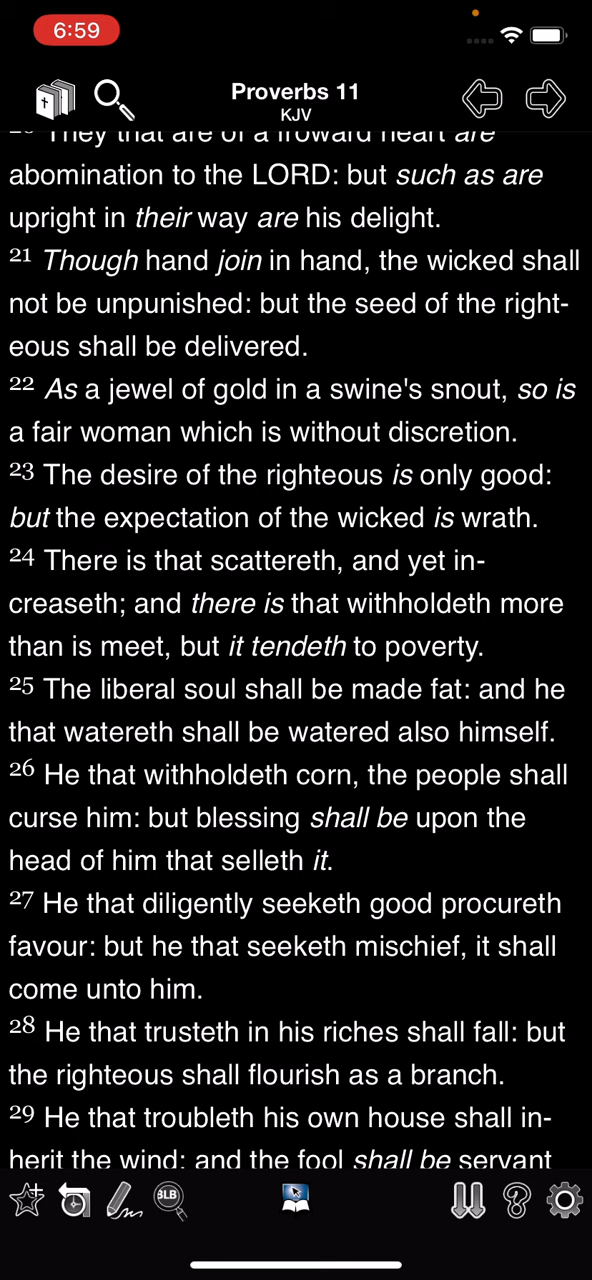 6:59
Proverbs 11
KJV
20 They that are of a froward heart are
abomination to the LORD: but such as are
upright in their way are his delight.
21 Though hand join in hand, the wicked shall
not be unpunished: but the seed of the right-
eous shall be delivered.
22 As a jewel of gold in a swine's snout, so is
a fair woman which is without discretion.
23 The desire of the righteous is only good:
but the expectation of the wicked is wrath.
24 There is that scattereth, and yet in-
creaseth; and there is that withholdeth more
than is meet, but it tendeth to poverty.
25 The liberal soul shall be made fat: and he
that watereth shall be watered also himself.
26 He that withholdeth corn, the people shall
curse him: but blessing shall be upon the
head of him that selleth it.
27 He that diligently seeketh good procureth
favour: but he that seeketh mischief, it shall
come unto him.
28 He that trusteth in his riches shall fall: but
the righteous shall flourish as a branch.
29 He that troubleth his own house shall in-
herit the wind: and the fool shall be servant
BLB